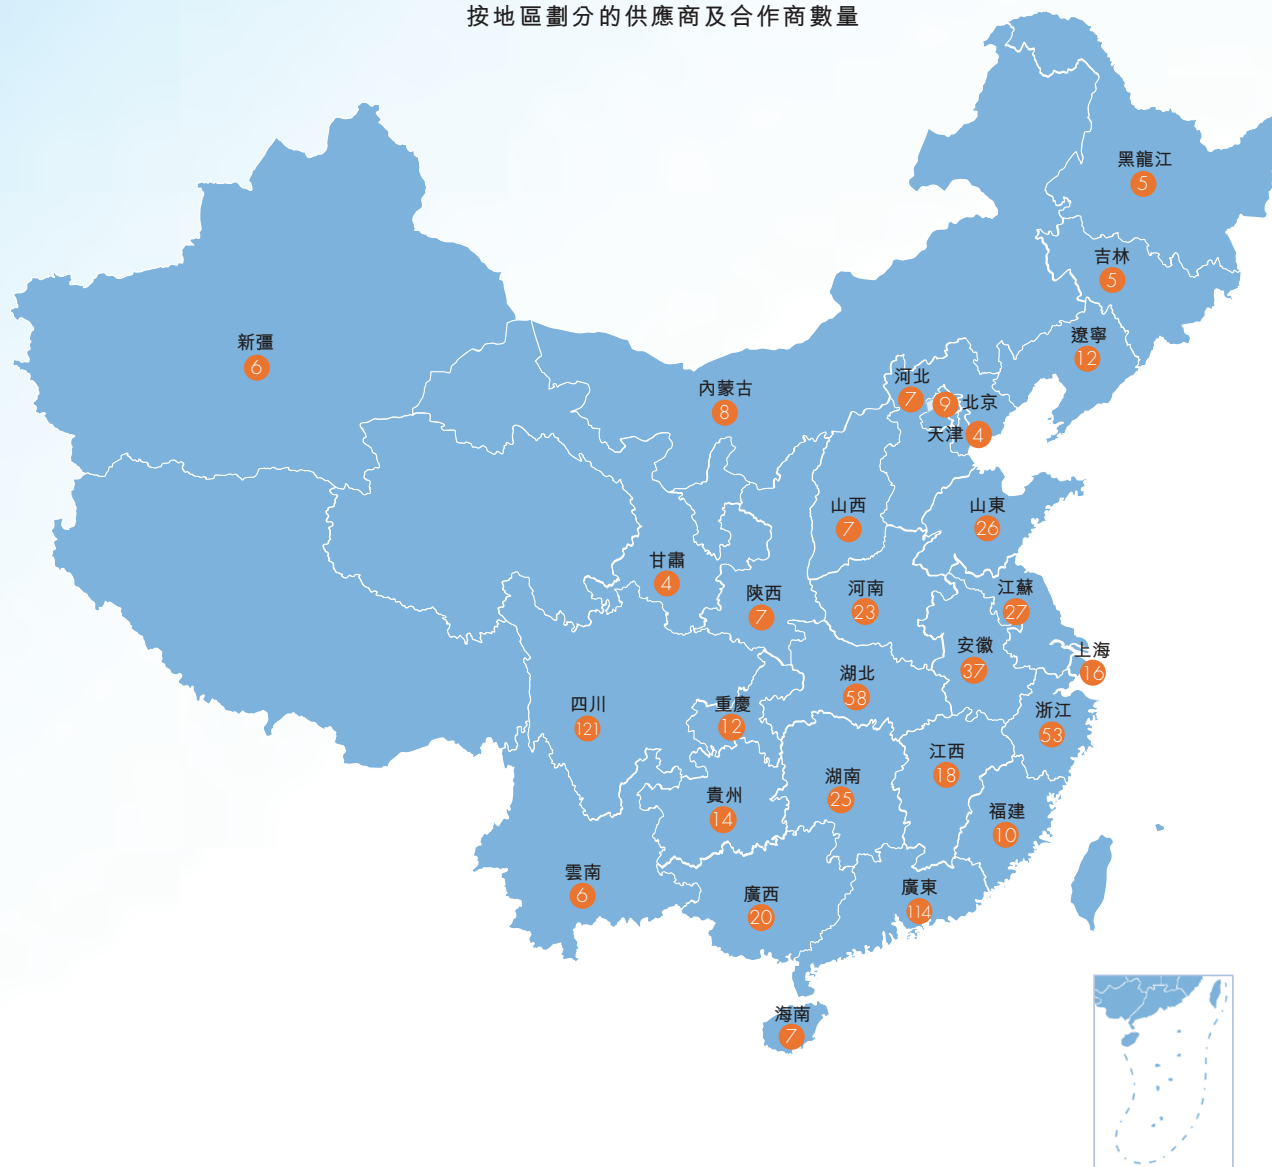 按地區劃分的供應商及合作商數量
黑龍江
5
吉林
5
遼寧
12
新疆
6
河北
7
內蒙古
8
9
北京
天津
4
山西
7
山東
26
甘肅
4
陝西
7
河南
23
江蘇
27
安徽
37
上海
16
湖北
58
四川
121
重慶
12
浙江
53
江西
18
湖南
25
貴州
14
福建
10
雲南
6
廣西
20
廣東
114
海南
7